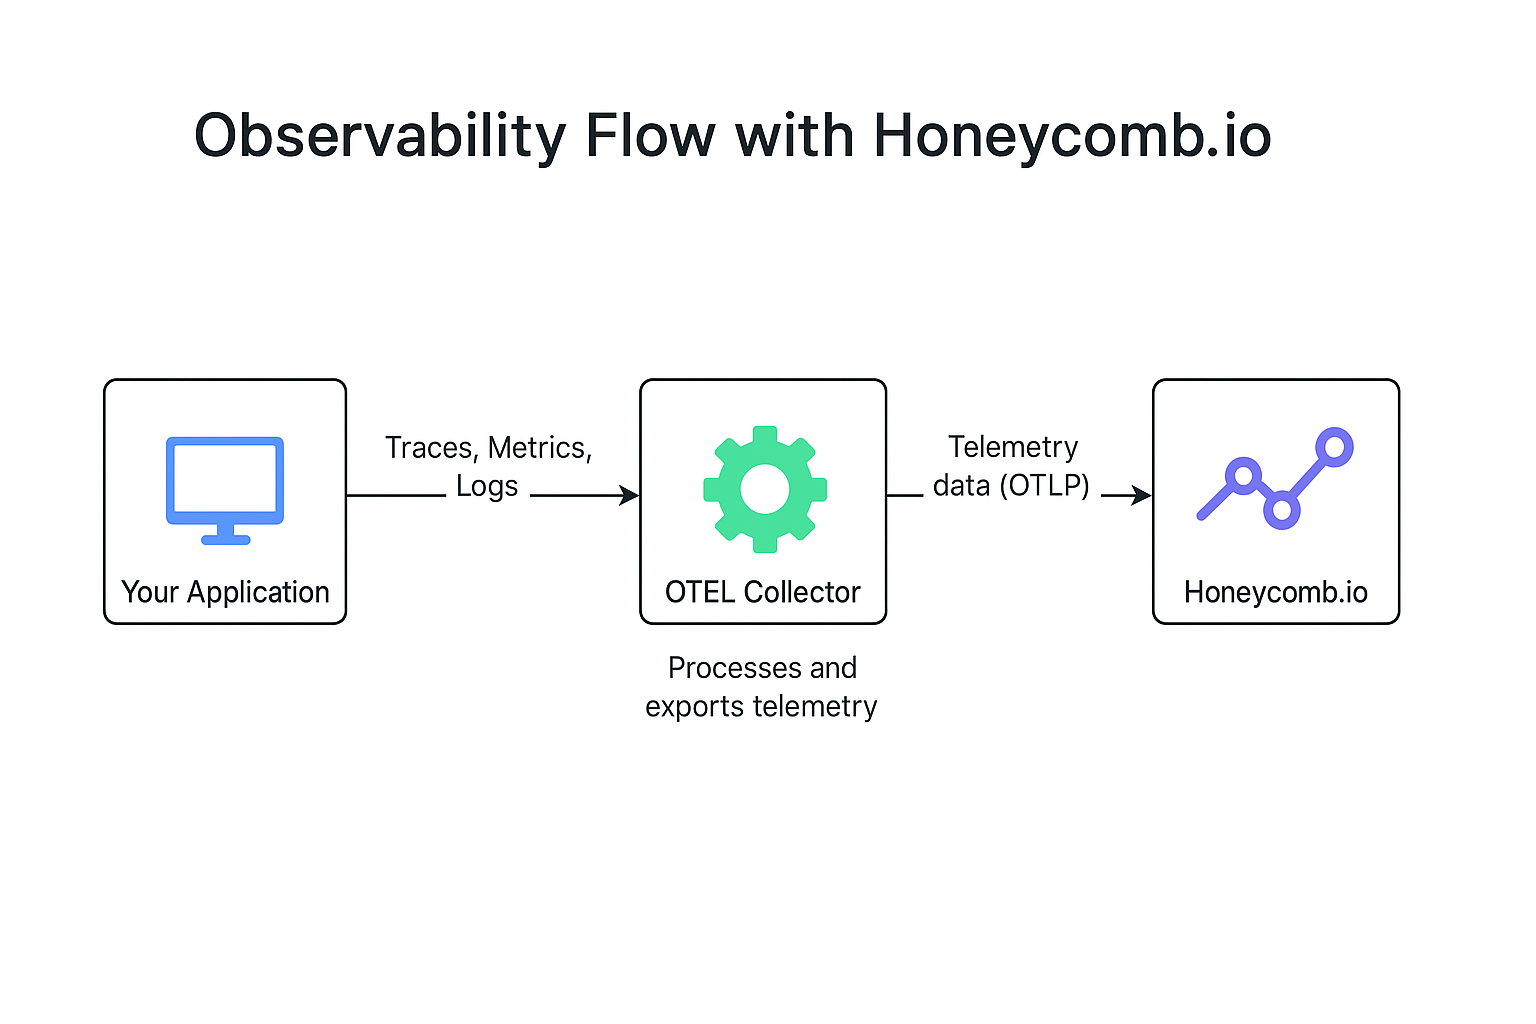 Observability Flow with Honeycomb.io
Traces, Metrics,
Logs
Telemetry
data (OTLP)
Your Application
OTEL Collector
Honeycomb.io
Processes and
exports telemetry